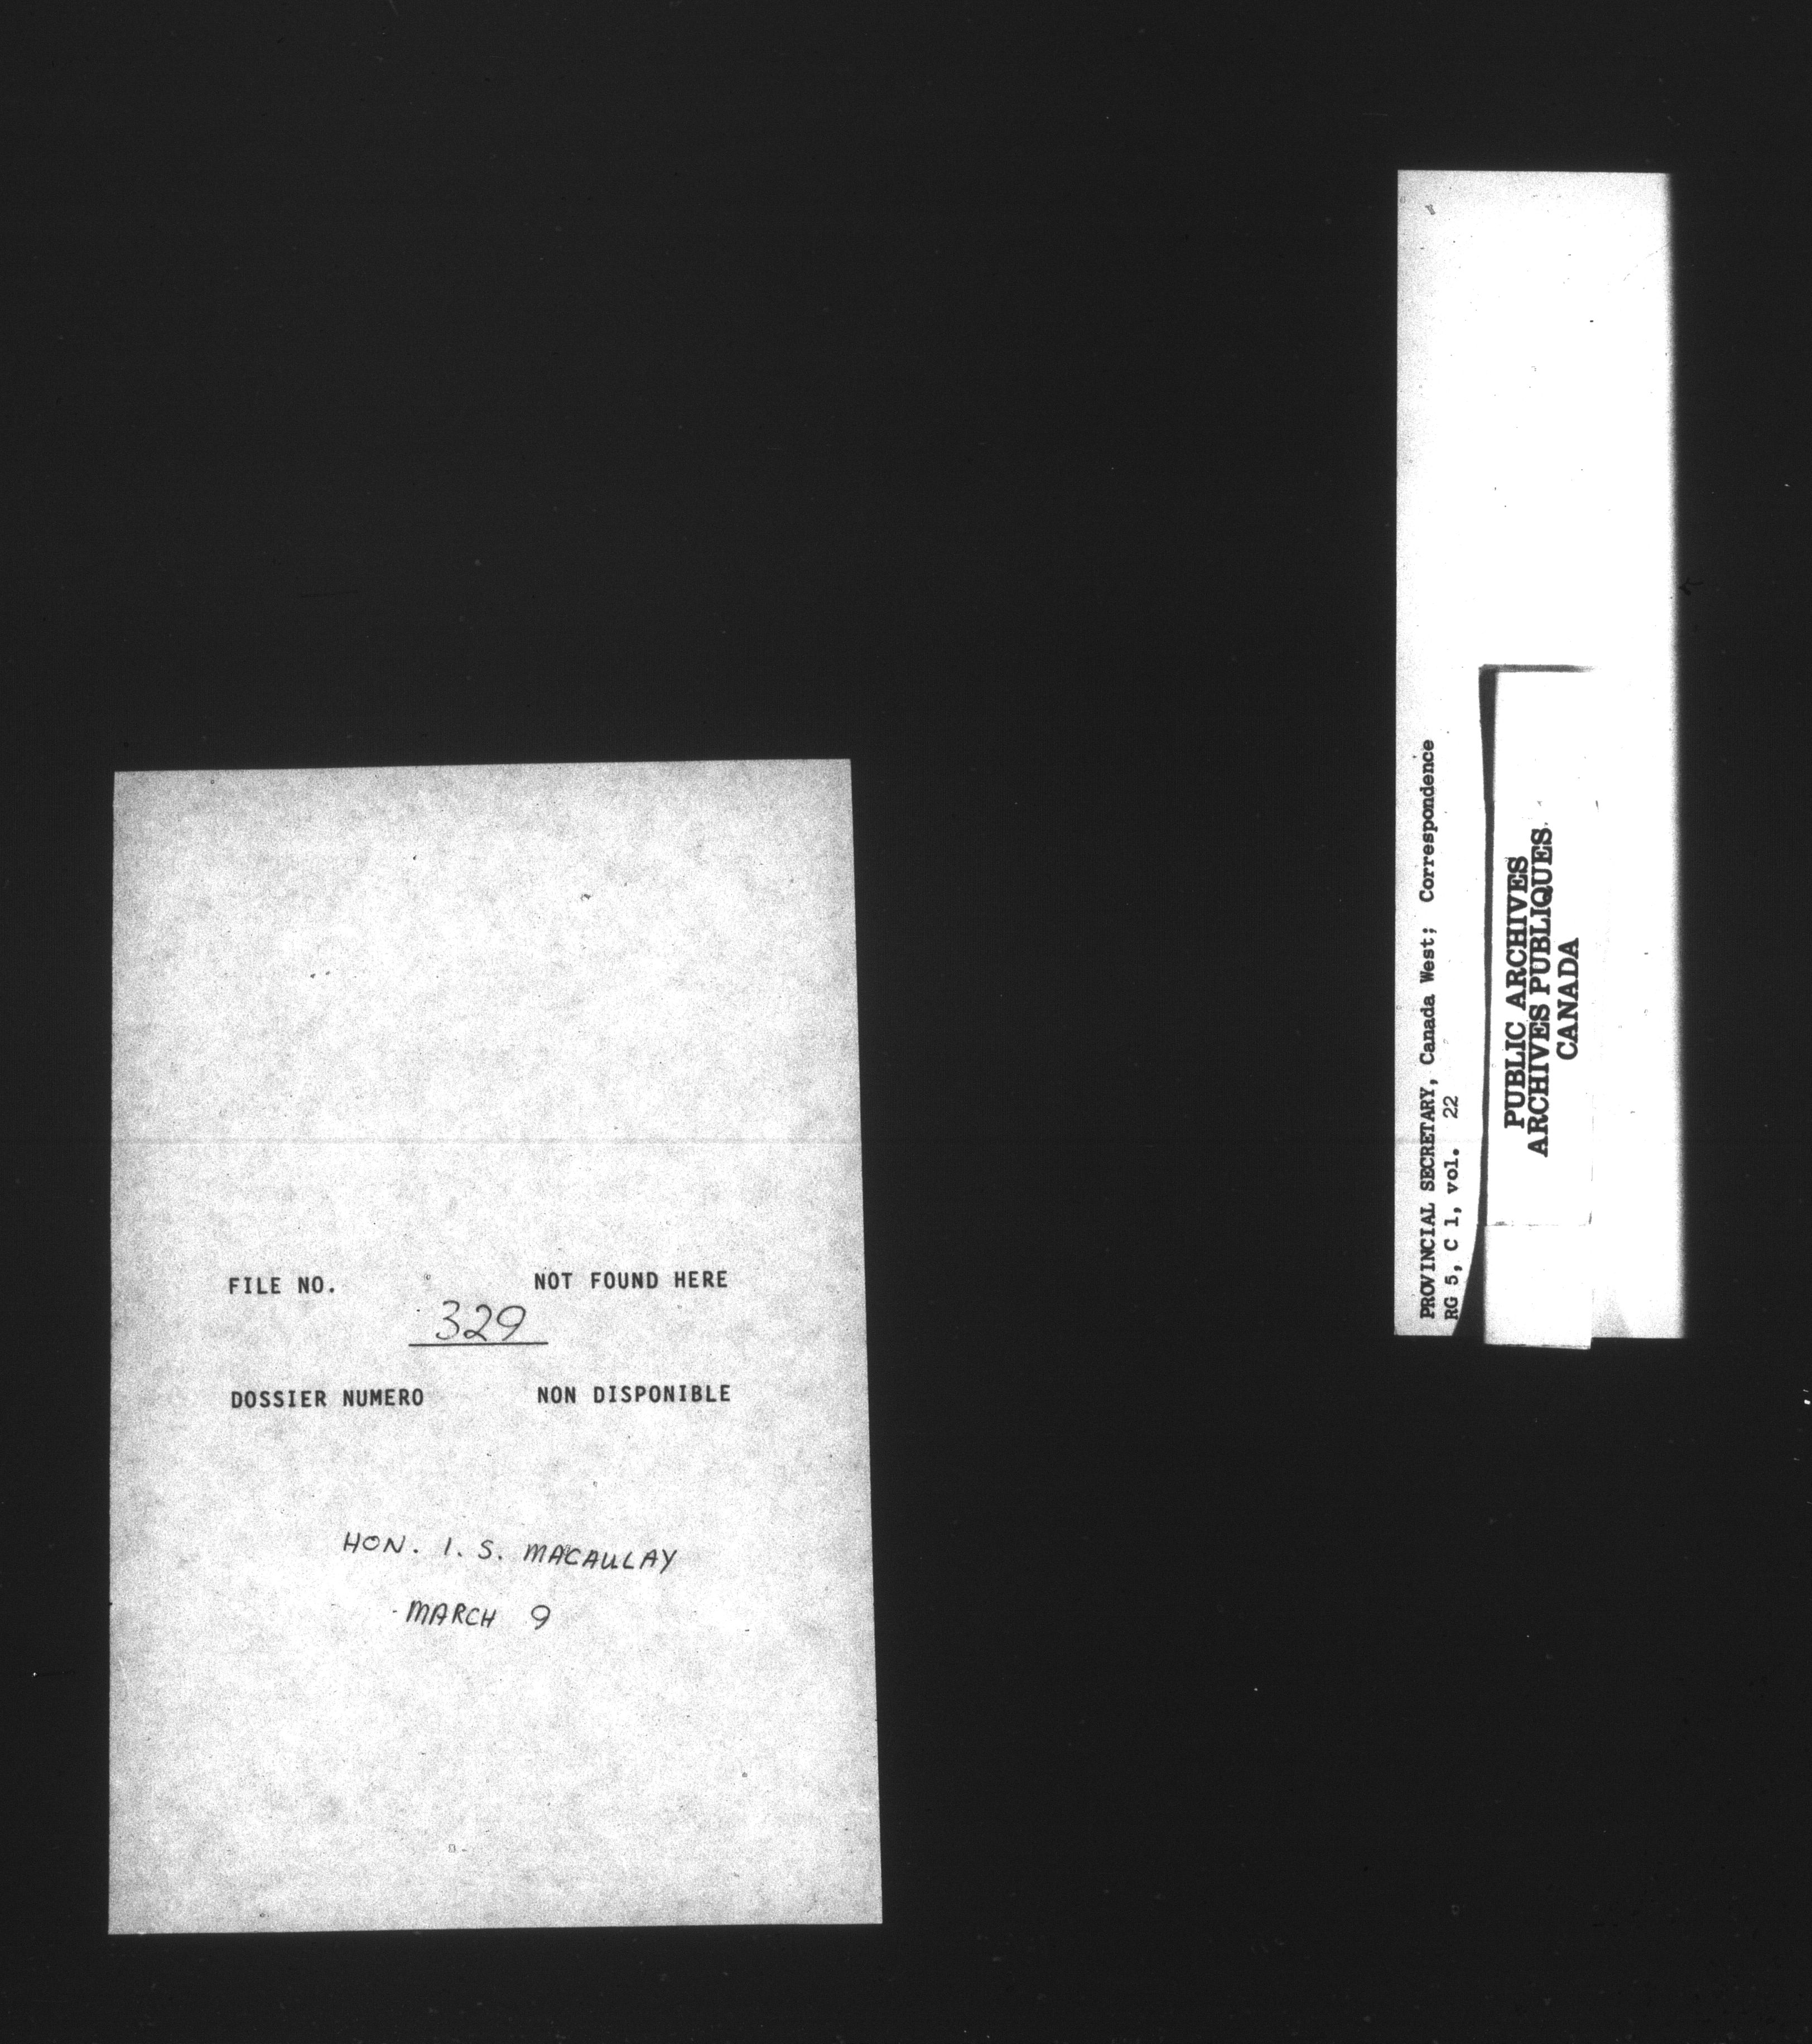 FILE NO. NOT FOUND HERE
329
DOSSIER NUMERO NON DISPONIBLE
HON. I. S. MACAULAY
MARCH 9
PROVINCIAL SECRETARY, Canada West; Correspondence
RG 5, C 1, vol. 22
PUBLIC ARCHIVES
ARCHIVES PUBLIQUES
CANADA